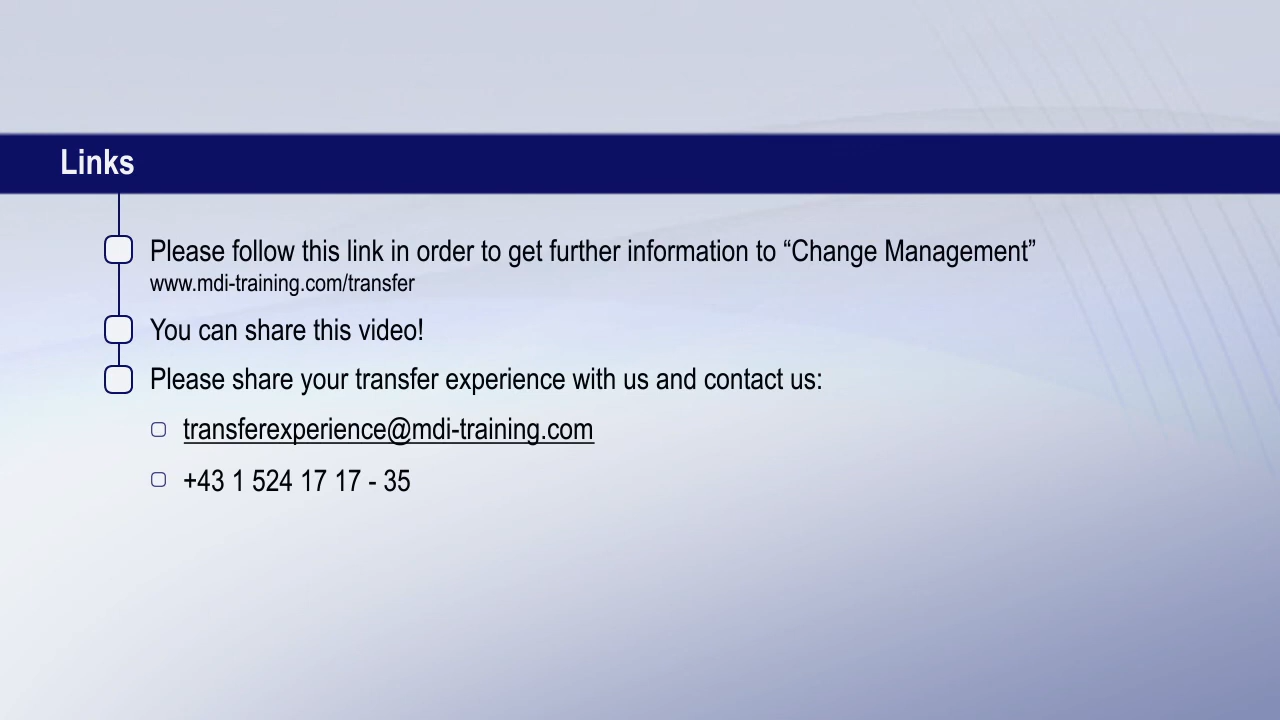 Links
Please follow this link in order to get further information to “Change Management”
www.mdi-training.com/transfer
You can share this video!
Please share your transfer experience with us and contact us:
transferexperience@mdi-training.com
+43 1 524 17 17 - 35